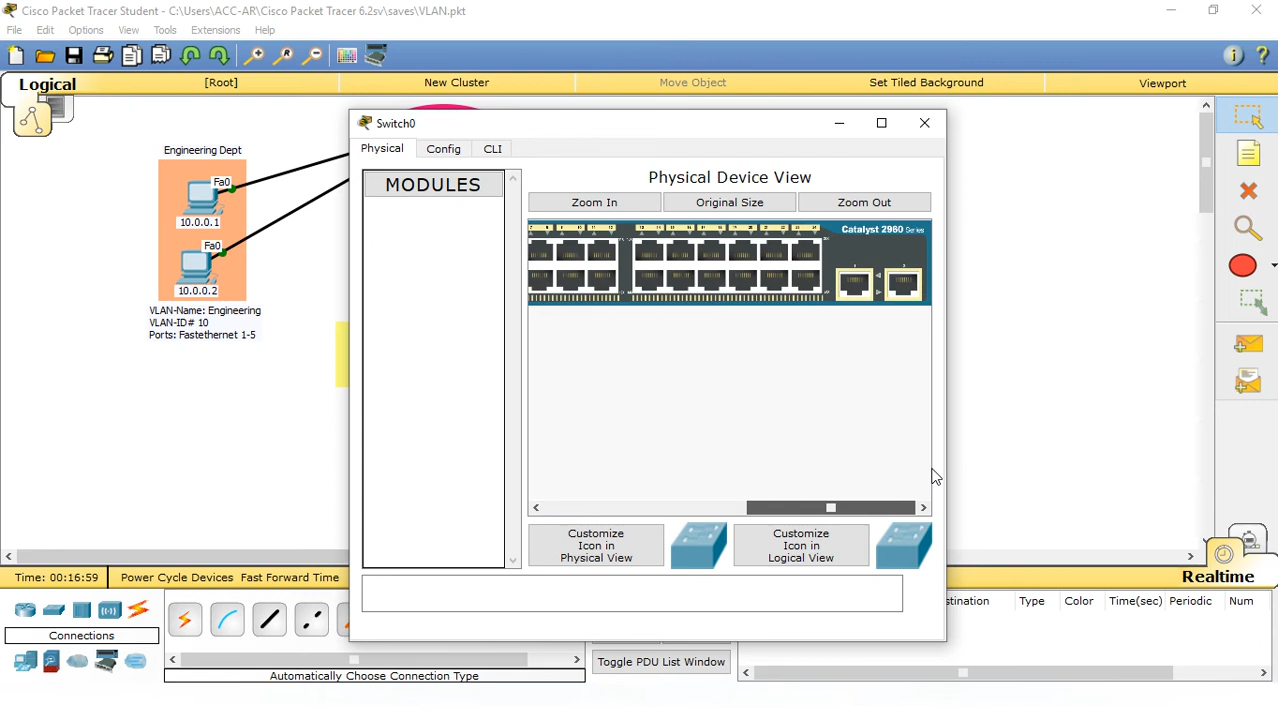 Cisco Packet Tracer Student - C:\Users\ACC-AR\Cisco Packet Tracer 6.2sv\saves\VLAN.pkt
File Edit Options View Tools Extensions Help
Logical
[Root]
New Cluster
Move Object
Set Tiled Background
Viewport
Engineering Dept
Fa0
10.0.0.1
Fa0
10.0.0.2
VLAN-Name: Engineering
VLAN-ID# 10
Ports: Fastethernet 1-5
Switch0
Physical Config CLI
MODULES
Physical Device View
Zoom In Original Size Zoom Out
Catalyst 2960 Series
Customize
Icon in
Physical View
Customize
Icon in
Logical View
Time: 00:16:59 Power Cycle Devices Fast Forward Time
Realtime
Connections
Automatically Choose Connection Type
Toggle PDU List Window
stination Type Color Time(sec) Periodic Num